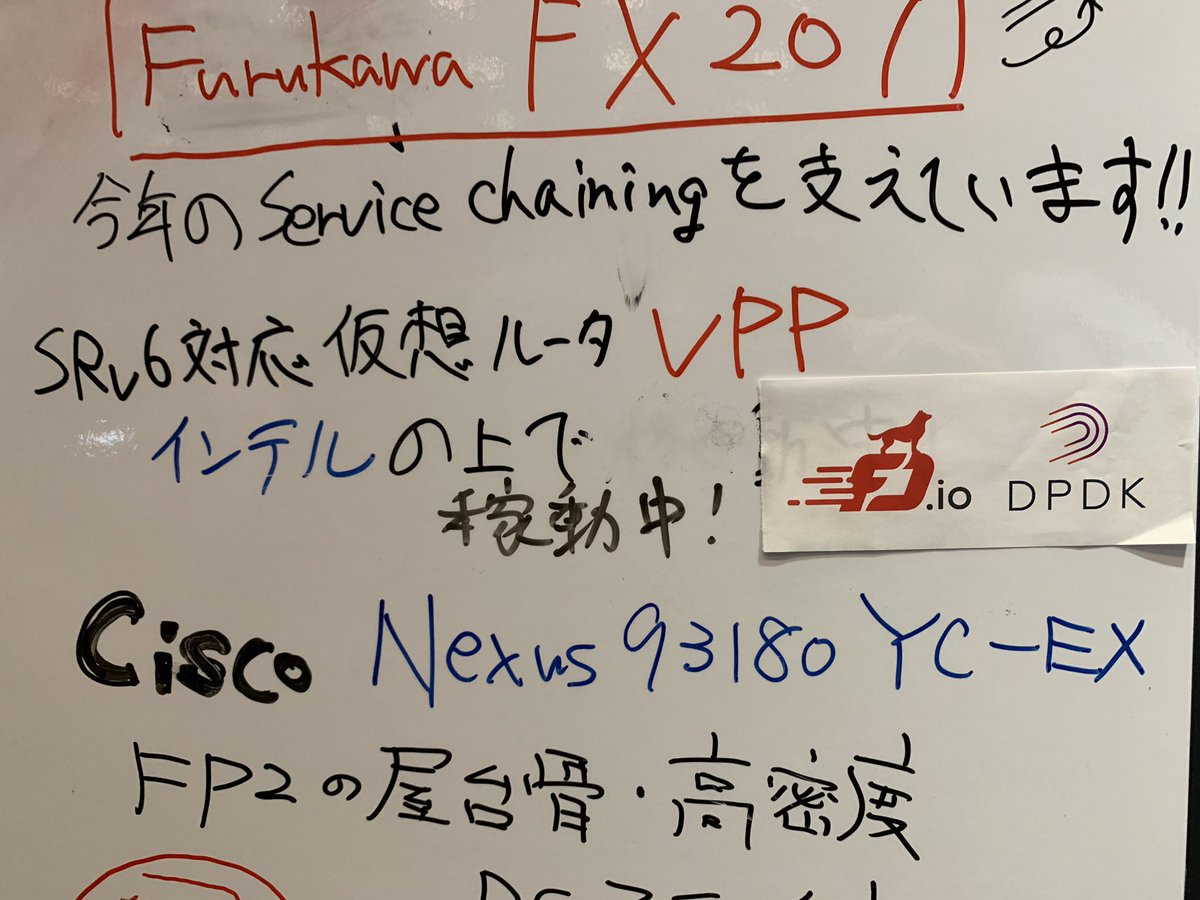 Furukawa FX201
今年のService chainingを支えています!!
SRv6対応仮想ルータ VPP
インテルの上で
稼動中!
FD.io DPDK
Cisco Nexus 93180 YC-EX
FP2の屋台骨・高密度